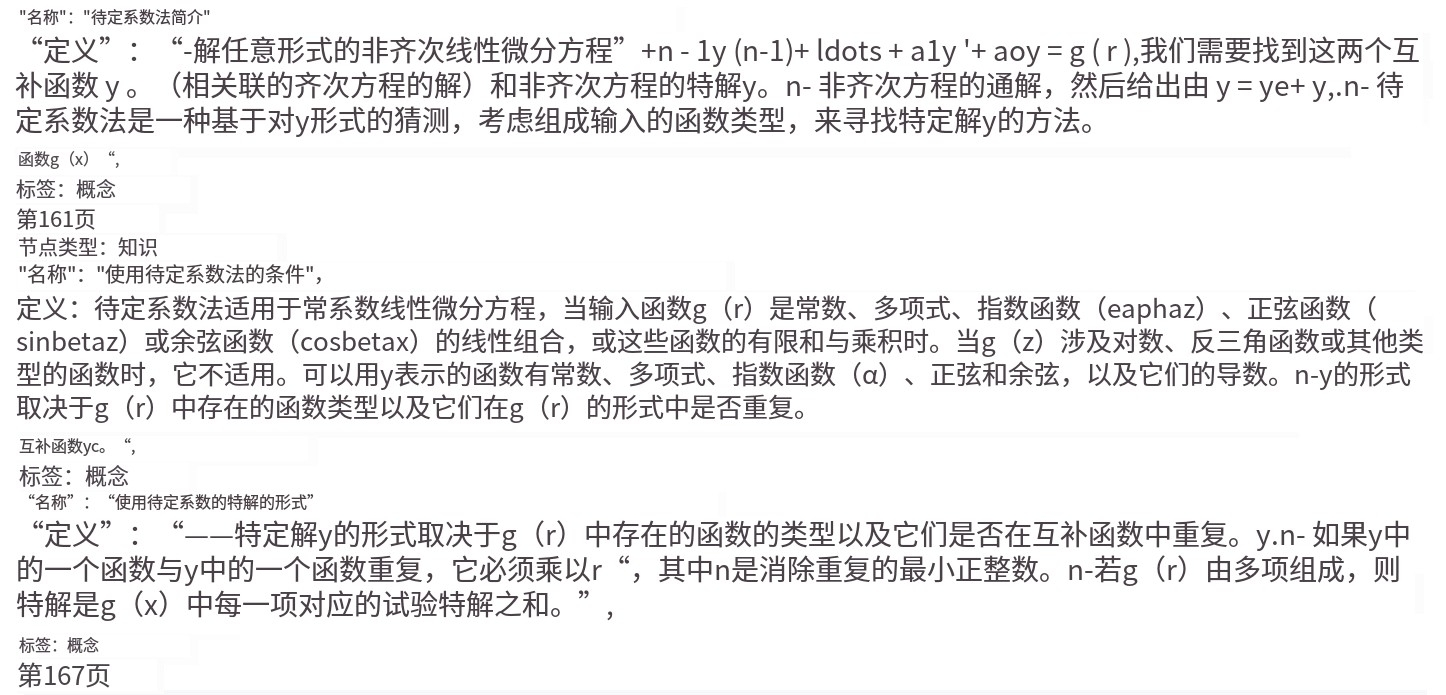 "名称"："待定系数法简介"
“定义”：“-解任意形式的非齐次线性微分方程”+n - 1y (n-1)+ ldots + a1y '+ aoy = g ( r ),我们需要找到这两个互
补函数 y 。（相关联的齐次方程的解）和非齐次方程的特解y。n- 非齐次方程的通解，然后给出由 y = ye+ y,.n- 待
定系数法是一种基于对y形式的猜测，考虑组成输入的函数类型，来寻找特定解y的方法。
函数g（x）“,
标签：概念
第161页
节点类型：知识
"名称"："使用待定系数法的条件"，
定义：待定系数法适用于常系数线性微分方程，当输入函数g（r）是常数、多项式、指数函数（eaphaz）、正弦函数（
sinbetaz）或余弦函数（cosbetax）的线性组合，或这些函数的有限和与乘积时。当g（z）涉及对数、反三角函数或其他类
型的函数时，它不适用。可以用y表示的函数有常数、多项式、指数函数（α）、正弦和余弦，以及它们的导数。n-y的形式
取决于g（r）中存在的函数类型以及它们在g（r）的形式中是否重复。
互补函数yc。“,
标签：概念
“名称”：“使用待定系数的特解的形式”
“定义”：“——特定解y的形式取决于g（r）中存在的函数的类型以及它们是否在互补函数中重复。y.n- 如果y中
的一个函数与y中的一个函数重复，它必须乘以r“，其中n是消除重复的最小正整数。n-若g（r）由多项组成，则
特解是g（x）中每一项对应的试验特解之和。”,
标签：概念
第167页